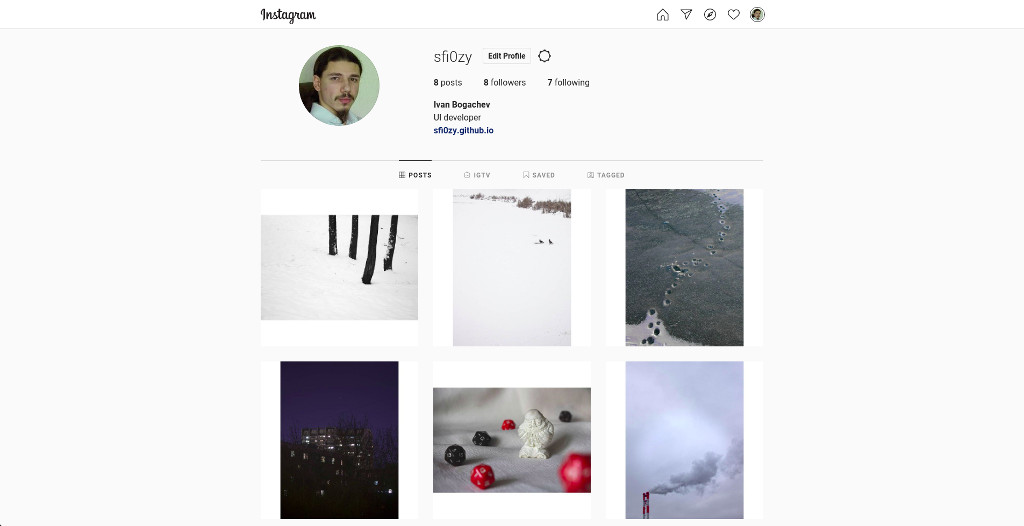 Instagram
sfi0zy Edit Profile
8 posts 8 followers 7 following
Ivan Bogachev
UI developer
sfi0zy.github.io
POSTS IGTV SAVED TAGGED